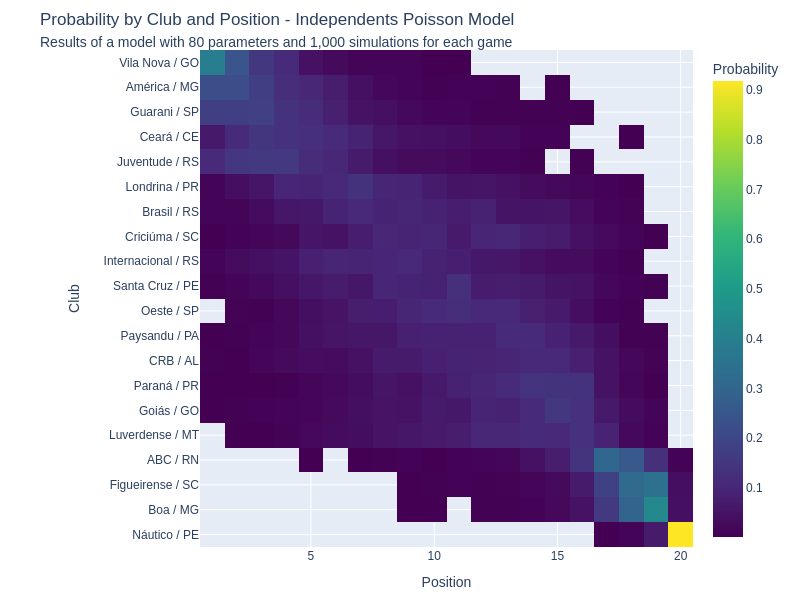 Probability by Club and Position - Independents Poisson Model
Results of a model with 80 parameters and 1,000 simulations for each game
Probability
Vila Nova / GO
América / MG
Guarani / SP
Ceará / CE
Juventude / RS
Londrina / PR
Brasil / RS
Criciúma / SC
Internacional / RS
Santa Cruz / PE
Oeste / SP
Paysandu / PA
CRB / AL
Paraná / PR
Goiás / GO
Luverdense / MT
ABC / RN
Figueirense / SC
Boa / MG
Náutico / PE
Club
5
10
15
20
Position
0.9
0.8
0.7
0.6
0.5
0.4
0.3
0.2
0.1